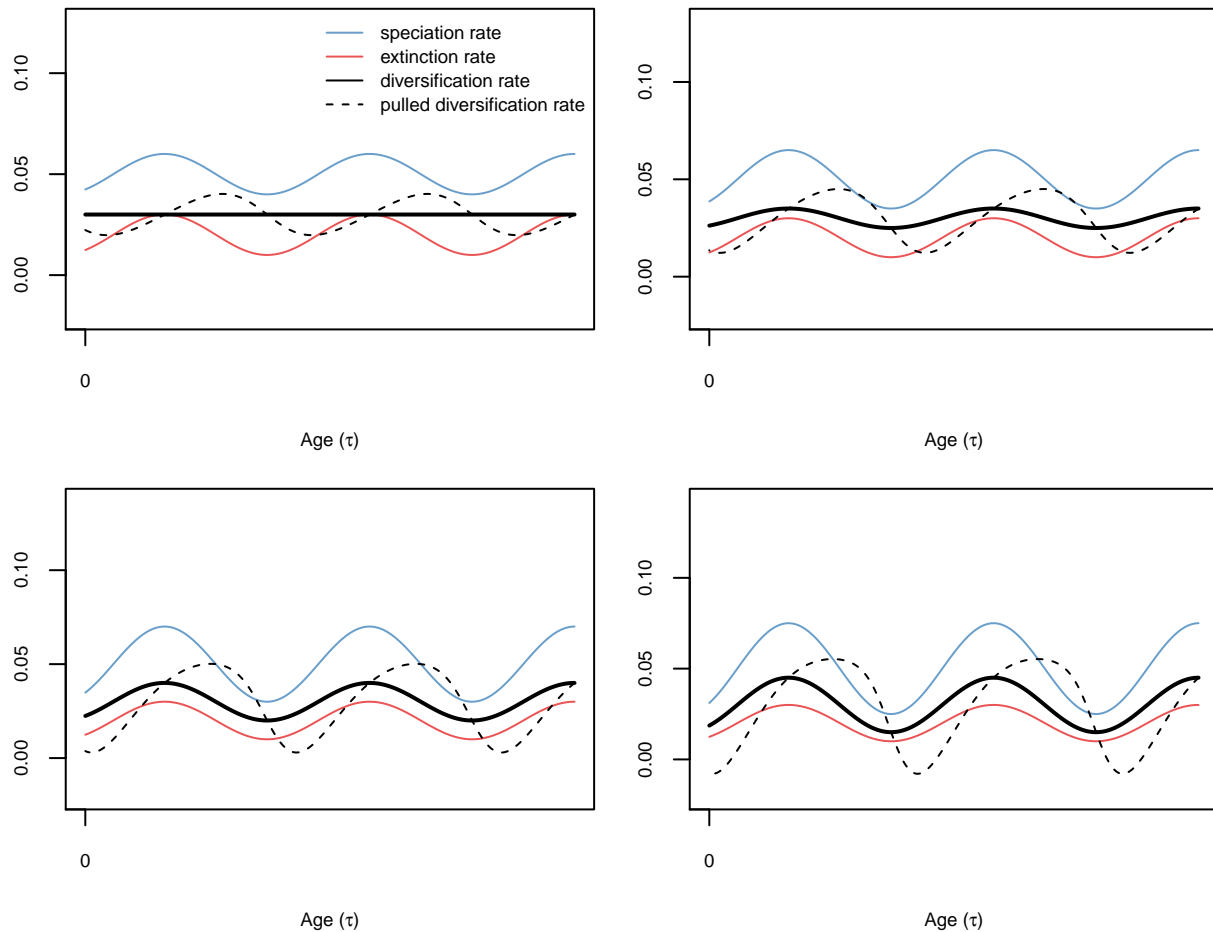 speciation rate
extinction rate
diversification rate
pulled diversification rate
0.10
0.05
0.00
0
Age (τ)
0.10
0.05
0.00
0
Age (τ)
0.10
0.05
0.00
0
Age (τ)
0.10
0.05
0.00
0
Age (τ)